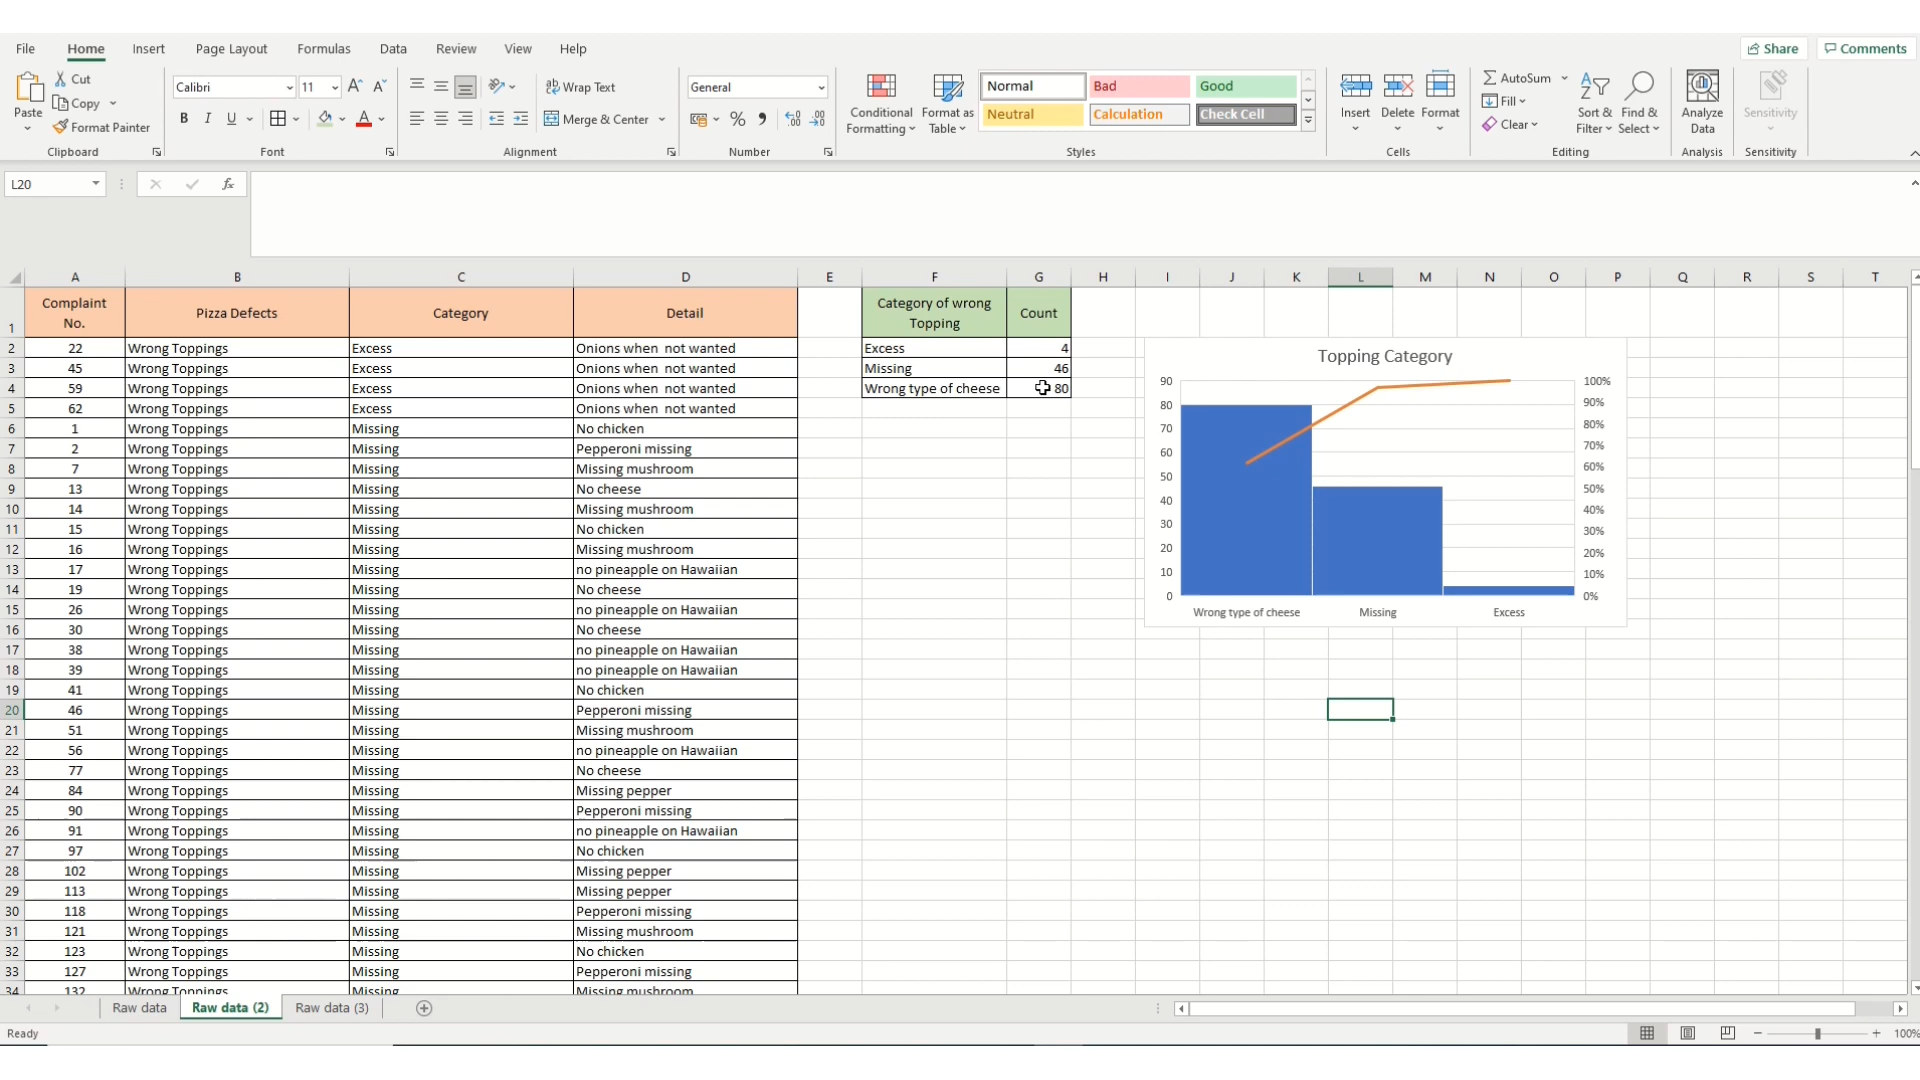 File Home Insert Page Layout Formulas Data Review View Help Share Comments
Paste Cut Copy Format Painter Clipboard
Calibri 11 B I U A Font
Wrap Text Merge & Center Alignment
General % Number
Conditional Formatting Format as Table Normal Bad Good Neutral Calculation Check Cell Styles
Insert Delete Format Cells
AutoSum Fill Clear Sort & Filter Find & Select Editing
Analyze Data Analysis
Sensitivity Sensitivity
L20 fx
A B C D E F G H I J K L M N O P Q R S T
1 Complaint No. Pizza Defects Category Detail Category of wrong Topping Count
2 22 Wrong Toppings Excess Onions when not wanted Excess 4
3 45 Wrong Toppings Excess Onions when not wanted Missing 46
4 59 Wrong Toppings Excess Onions when not wanted Wrong type of cheese 80
5 62 Wrong Toppings Excess Onions when not wanted
6 1 Wrong Toppings Missing No chicken
7 2 Wrong Toppings Missing Pepperoni missing
8 7 Wrong Toppings Missing Missing mushroom
9 13 Wrong Toppings Missing No cheese
10 14 Wrong Toppings Missing Missing mushroom
11 15 Wrong Toppings Missing No chicken
12 16 Wrong Toppings Missing Missing mushroom
13 17 Wrong Toppings Missing no pineapple on Hawaiian
14 19 Wrong Toppings Missing No cheese
15 26 Wrong Toppings Missing no pineapple on Hawaiian
16 30 Wrong Toppings Missing No cheese
17 38 Wrong Toppings Missing no pineapple on Hawaiian
18 39 Wrong Toppings Missing no pineapple on Hawaiian
19 41 Wrong Toppings Missing No chicken
20 46 Wrong Toppings Missing Pepperoni missing
21 51 Wrong Toppings Missing Missing mushroom
22 56 Wrong Toppings Missing no pineapple on Hawaiian
23 77 Wrong Toppings Missing No cheese
24 84 Wrong Toppings Missing Missing pepper
25 90 Wrong Toppings Missing Pepperoni missing
26 91 Wrong Toppings Missing no pineapple on Hawaiian
27 97 Wrong Toppings Missing No chicken
28 102 Wrong Toppings Missing Missing pepper
29 113 Wrong Toppings Missing Missing pepper
30 118 Wrong Toppings Missing Pepperoni missing
31 121 Wrong Toppings Missing Missing mushroom
32 123 Wrong Toppings Missing No chicken
33 127 Wrong Toppings Missing Pepperoni missing
34 132 Wrong Toppings Missing Missing mushroom
Topping Category
90 100%
80 90%
70 80%
60 70%
50 60%
40 50%
30 40%
20 30%
10 20%
0 10%
0%
Wrong type of cheese Missing Excess
Raw data Raw data (2) Raw data (3)
Ready 100%